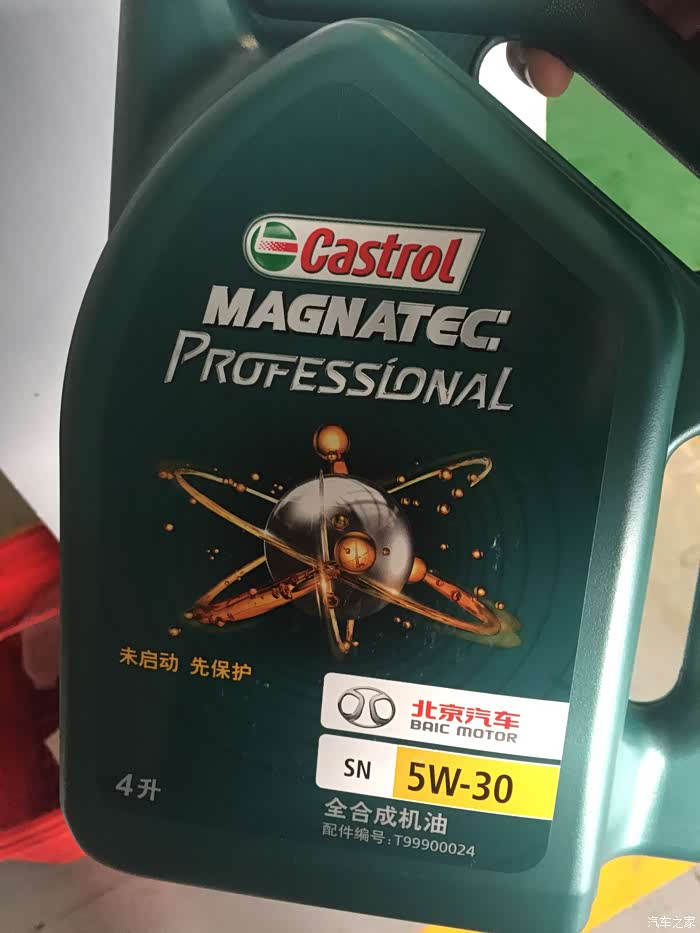 Castrol
MAGNATEC
PROFESSIONAL
未启动 先保护
北京汽车
BAIC MOTOR
SN 5W-30
4升
全合成机油
配件编号:T99900024
汽车之家